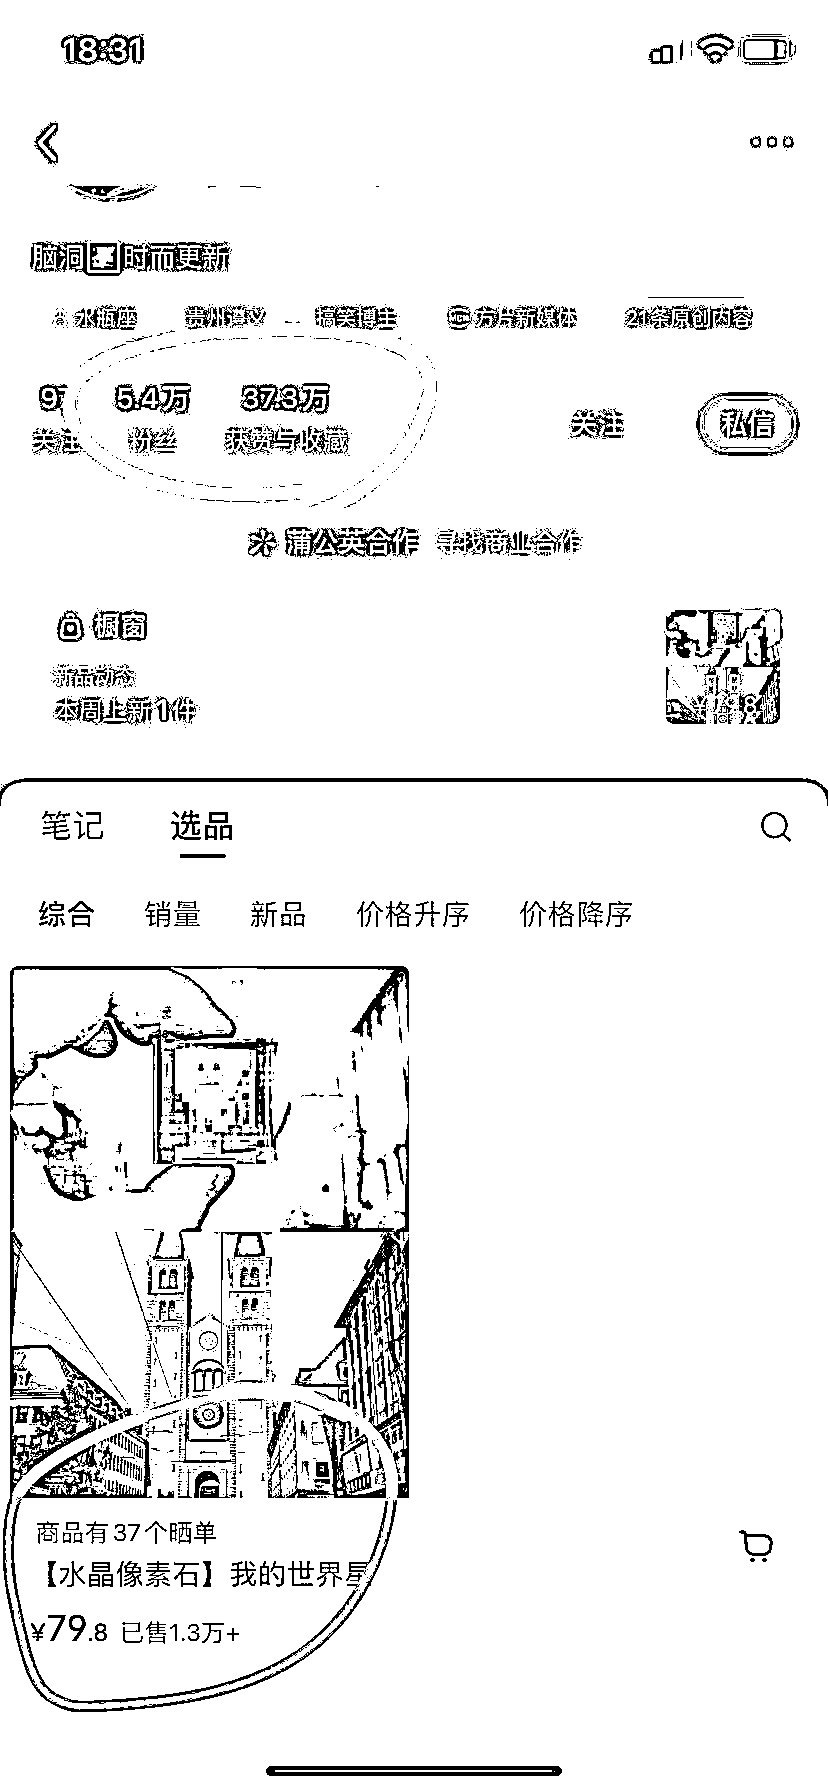 18:31
脑洞 时而更新
水瓶座 贵州遵义 搞笑博主 方片新媒体 21条原创内容
97 5.4万 37.3万
关注 粉丝 获赞与收藏 关注 私信
蒲公英合作 寻找商业合作
橱窗
新品动态
本周上新1件
笔记 选品
综合 销量 新品 价格升序 价格降序
商品有37个晒单
【水晶像素石】我的世界星
¥79.8 已售1.3万+